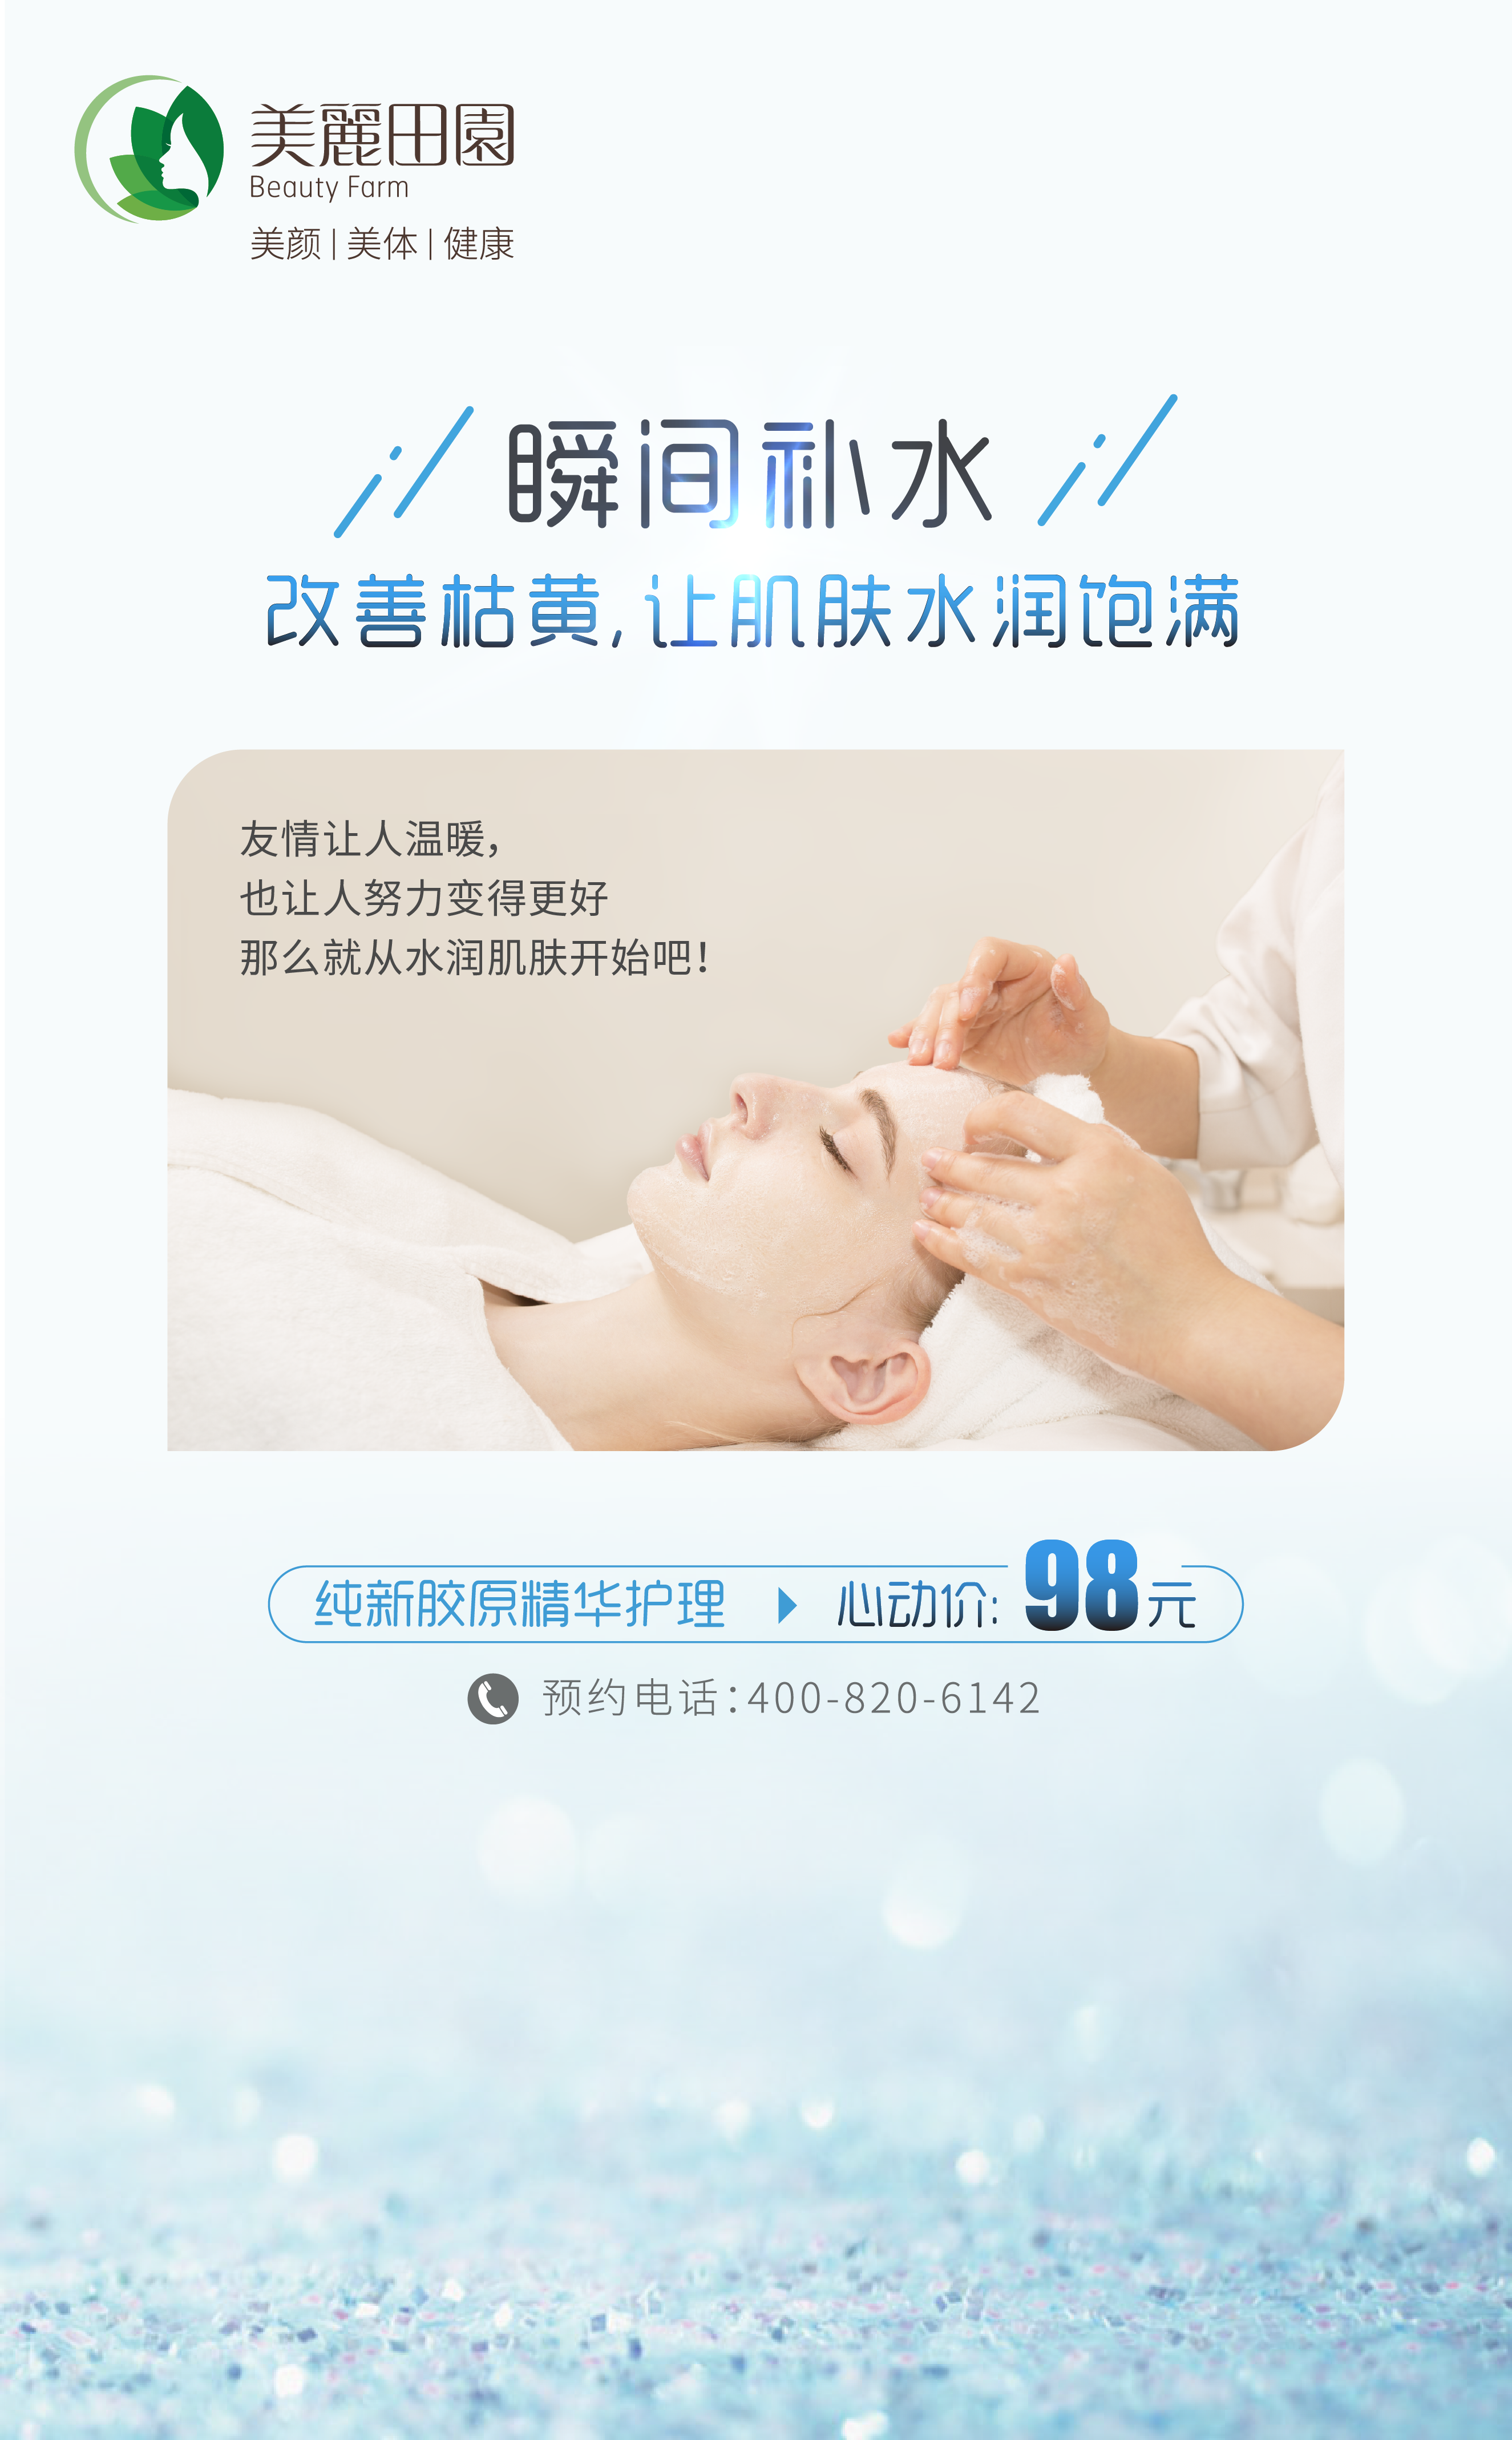 美麗田園
Beauty Farm
美颜|美体|健康
瞬间补水
改善枯黄,让肌肤水润饱满
友情让人温暖,
也让人努力变得更好
那么就从水润肌肤开始吧!
纯新胶原精华护理 心动价: 98元
预约电话:400-820-6142